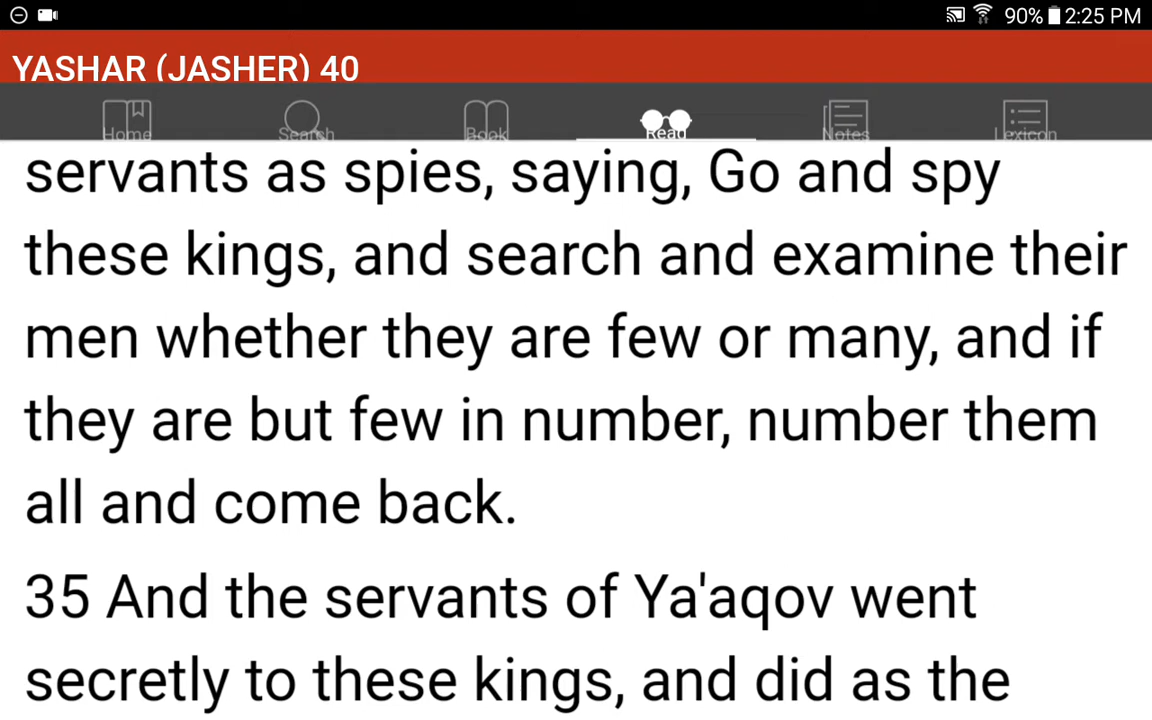 90% 2:25 PM
YASHAR (JASHER) 40
Home Search Book Read Notes Lexicon
servants as spies, saying, Go and spy
these kings, and search and examine their
men whether they are few or many, and if
they are but few in number, number them
all and come back.
35 And the servants of Ya'aqov went
secretly to these kings, and did as the